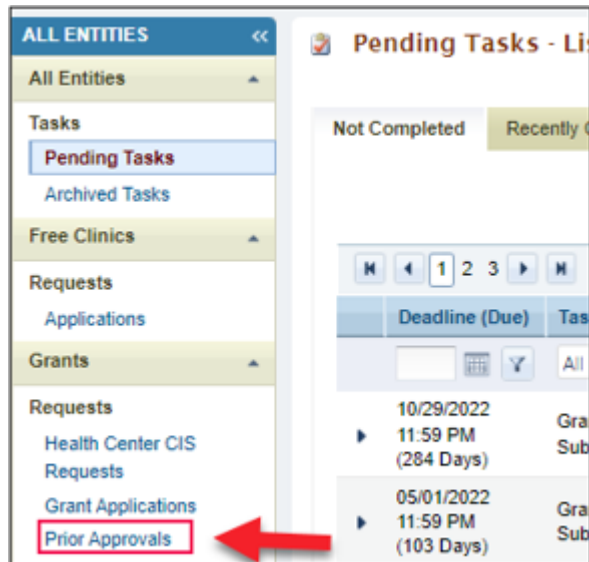 ALL ENTITIES
All Entities
Tasks
Pending Tasks
Archived Tasks
Free Clinics
Requests
Applications
Grants
Requests
Health Center CIS
Requests
Grant Applications
Prior Approvals
Pending Tasks - Lis
Not Completed Recently
1 2 3
Deadline (Due) Tas
All
10/29/2022
11:59 PM
(284 Days)
Gra
Sub
05/01/2022
11:59 PM
(103 Days)
Gra
Sub